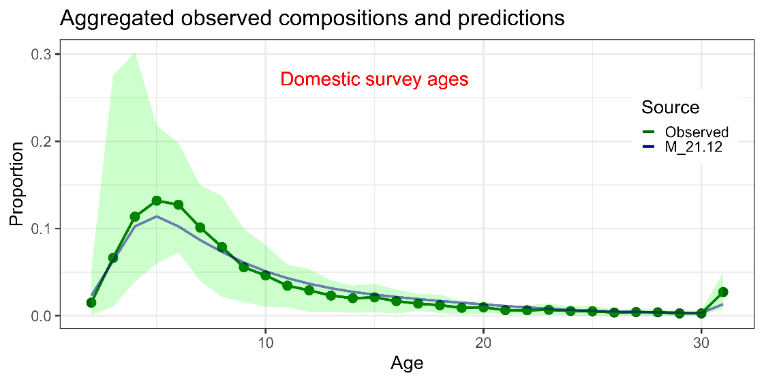 Aggregated observed compositions and predictions
Domestic survey ages
Source
Observed
M_21.12
Proportion
0.3
0.2
0.1
0.0
10
20
30
Age